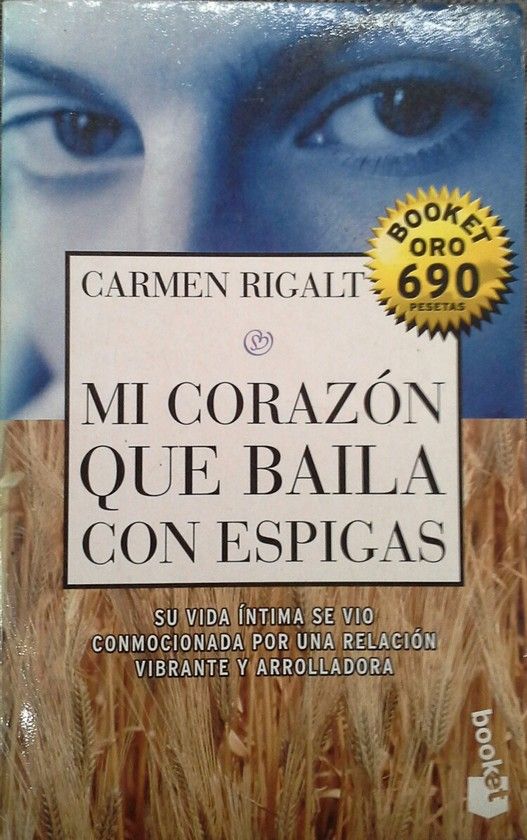 CARMEN RIGALT
BOOKET
ORO
690
PESETAS
MI CORAZÓN
QUE BAILA
CON ESPIGAS
SU VIDA ÍNTIMA SE VIO
CONMOCIONADA POR UNA RELACIÓN
VIBRANTE Y ARROLLADORA
booket